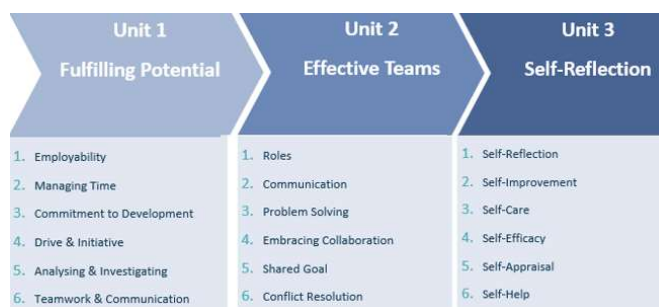 Unit 1
Fulfilling Potential
1. Employability
2. Managing Time
3. Commitment to Development
4. Drive & Initiative
5. Analysing & Investigating
6. Teamwork & Communication
Unit 2
Effective Teams
1. Roles
2. Communication
3. Problem Solving
4. Embracing Collaboration
5. Shared Goal
6. Conflict Resolution
Unit 3
Self-Reflection
1. Self-Reflection
2. Self-Improvement
3. Self-Care
4. Self-Efficacy
5. Self-Appraisal
6. Self-Help